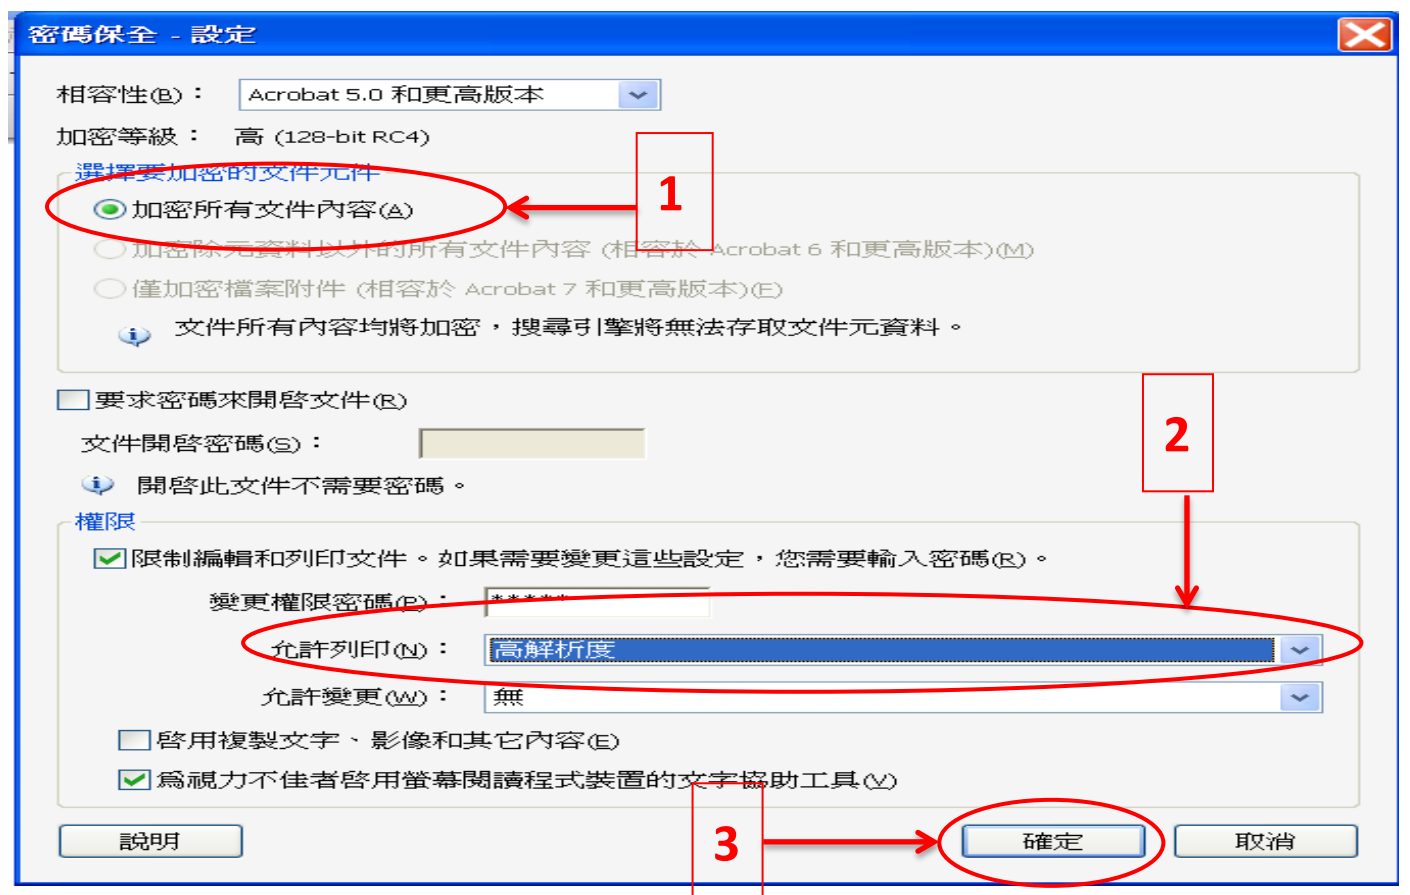 密碼保全 - 設定
相容性(B)： Acrobat 5.0 和更高版本
加密等級： 高 (128-bit RC4)
選擇要加密的文件元件
加密所有文件內容(A)
1
加密除元資料以外的所有文件內容 (相容於 Acrobat 6 和更高版本)(M)
僅加密檔案附件 (相容於 Acrobat 7 和更高版本)(E)
文件所有內容均將加密，搜尋引擎將無法存取文件元資料。
要求密碼來開啓文件(R)
2
文件開啓密碼(S)：
開啓此文件不需要密碼。
權限
限制編輯和列印文件。如果需要變更這些設定，您需要輸入密碼(R)。
變更權限密碼(P)： *****
允許列印(N)： 高解析度
允許變更(W)： 無
啓用複製文字、影像和其它內容(E)
爲視力不佳者啓用螢幕閱讀程式裝置的文字協助工具(V)
說明 3 確定 取消